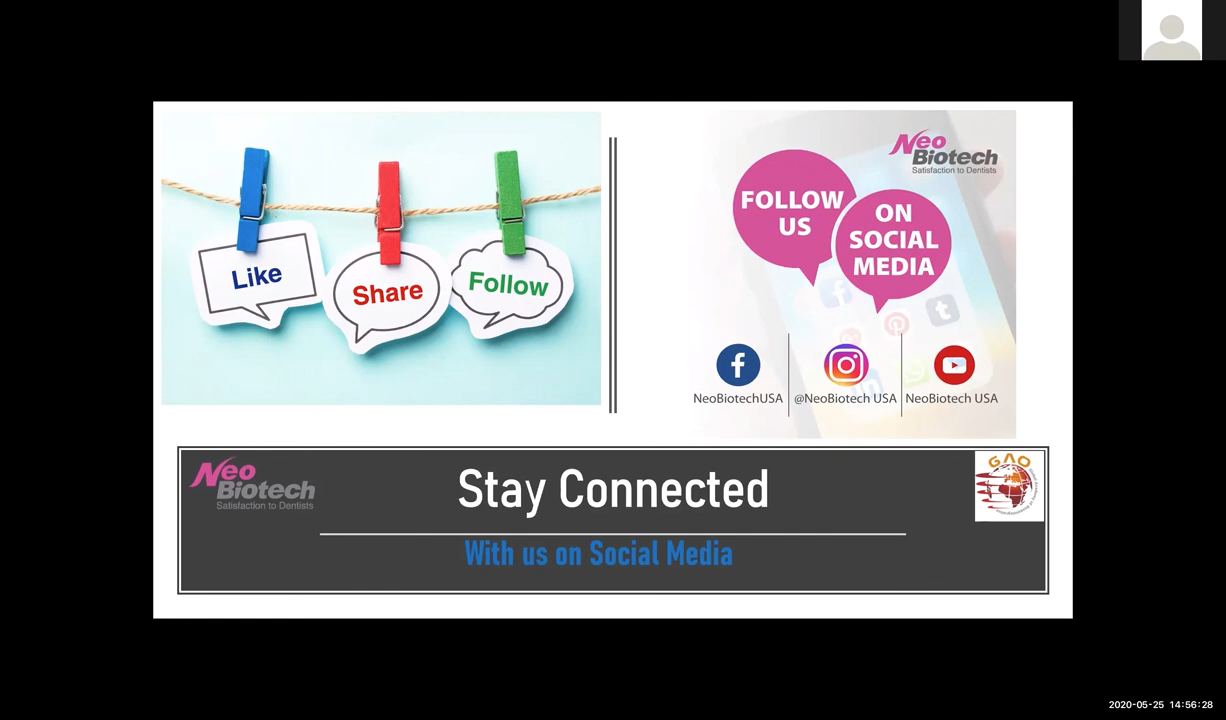 Like
Share
Follow
Neo
Biotech
Satisfaction to Dentists
FOLLOW
US
ON
SOCIAL
MEDIA
NeoBiotechUSA
@NeoBiotech USA
NeoBiotech USA
Neo
Biotech
Satisfaction to Dentists
Stay Connected
With us on Social Media
GAO
2020-05-25 14:56:28